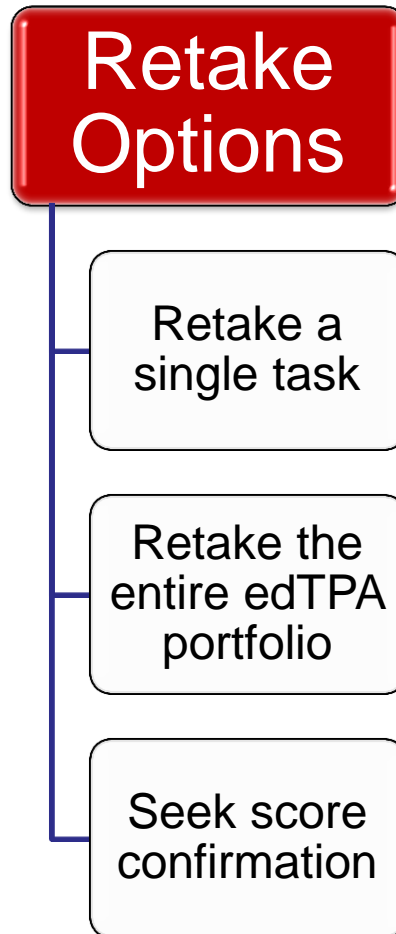 Retake
Options
Retake a
single task
Retake the
entire edTPA
portfolio
Seek score
confirmation